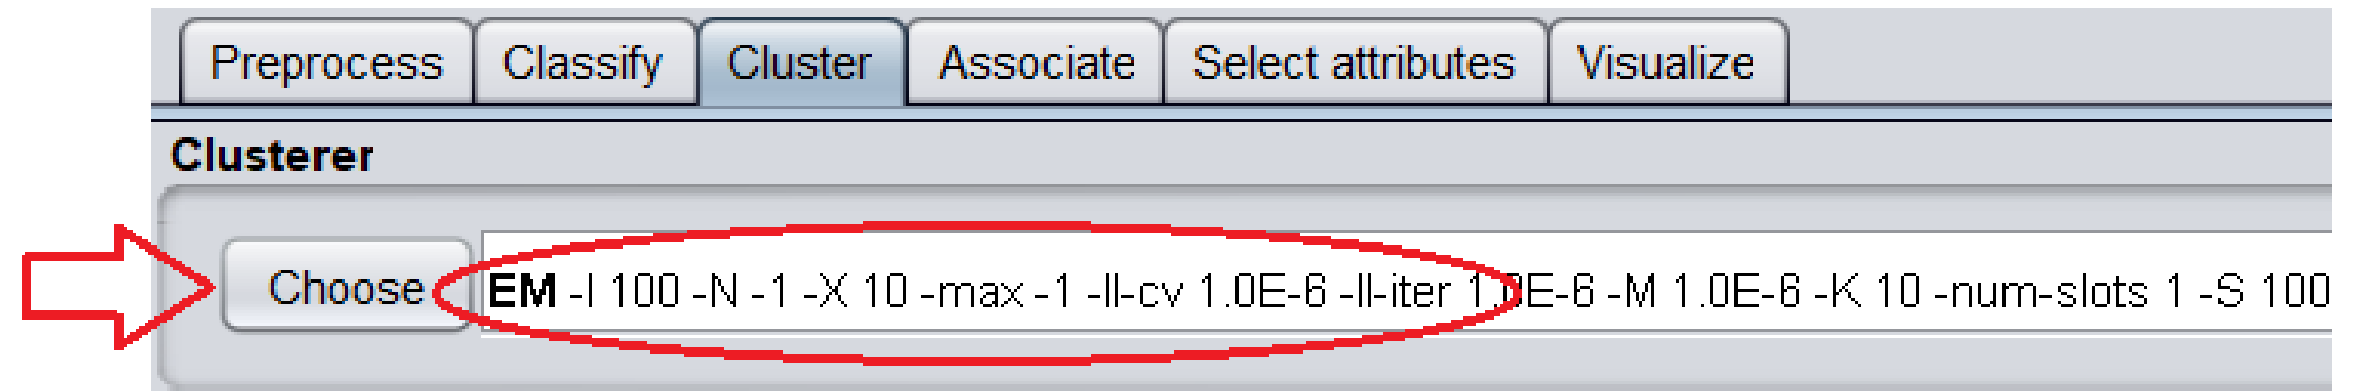 Preprocess Classify Cluster Associate Select attributes Visualize
Clusterer
Choose EM -I 100 -N -1 -X 10 -max -1 -ll-cv 1.0E-6 -ll-iter 1.0E-6 -M 1.0E-6 -K 10 -num-slots 1 -S 100